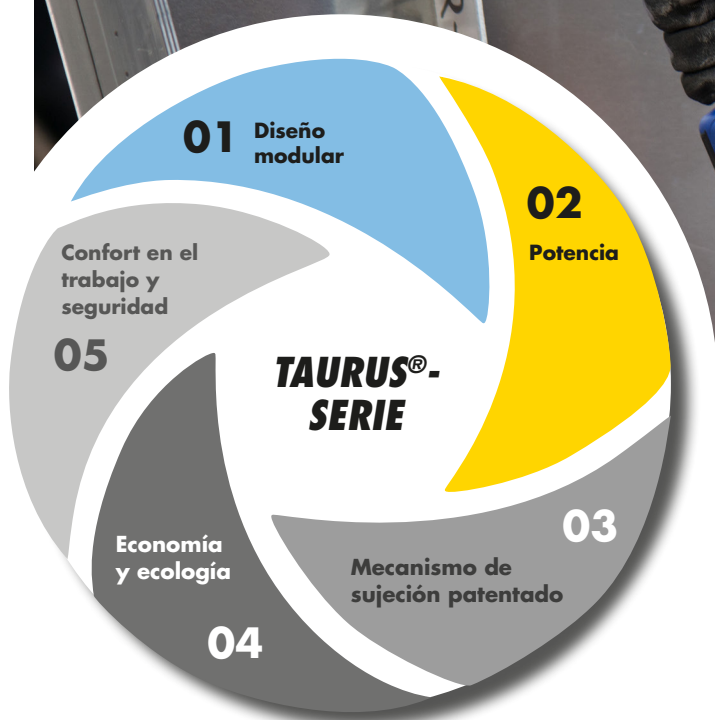 01 Diseño
modular
02
Potencia
03
Mecanismo de
sujeción patentado
Economía
y ecología
04
Confort en el
trabajo y
seguridad
05
TAURUS®-
SERIE